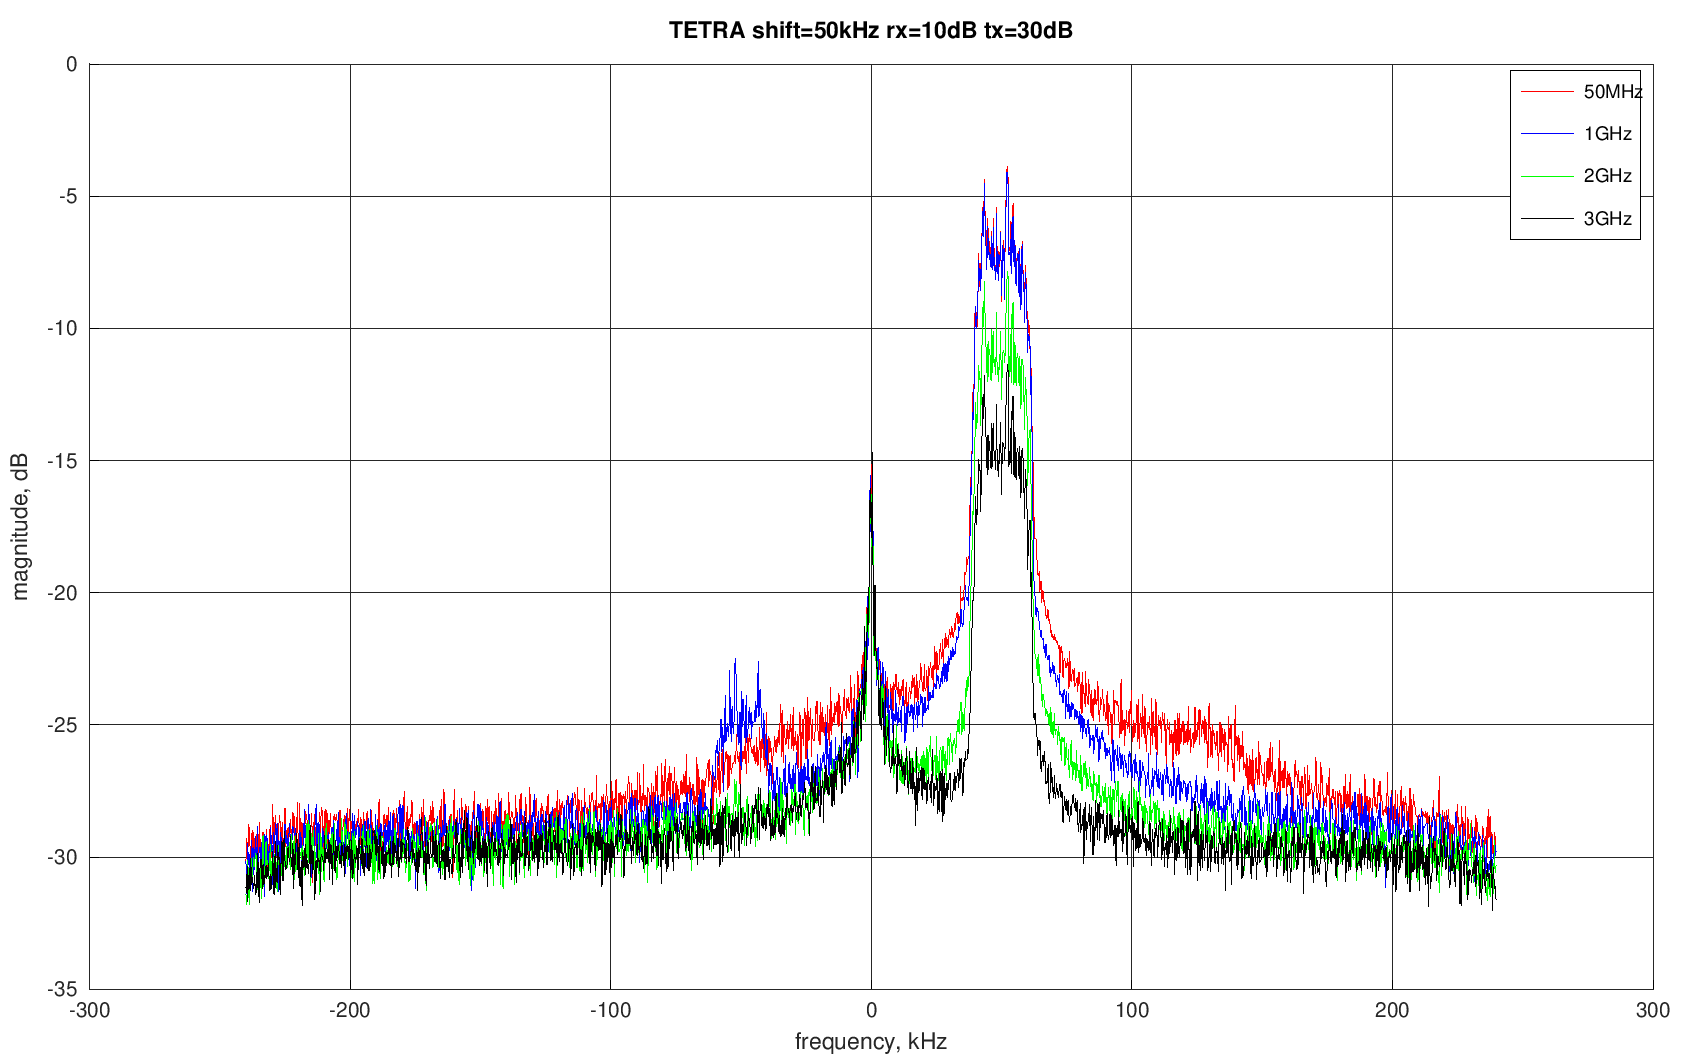 TETRA shift=50kHz rx=10dB tx=30dB
0
-5
-10
-15
-20
-25
-30
-35
magnitude, dB
50MHz
1GHz
2GHz
3GHz
-300
-200
-100
0
100
200
300
frequency, kHz